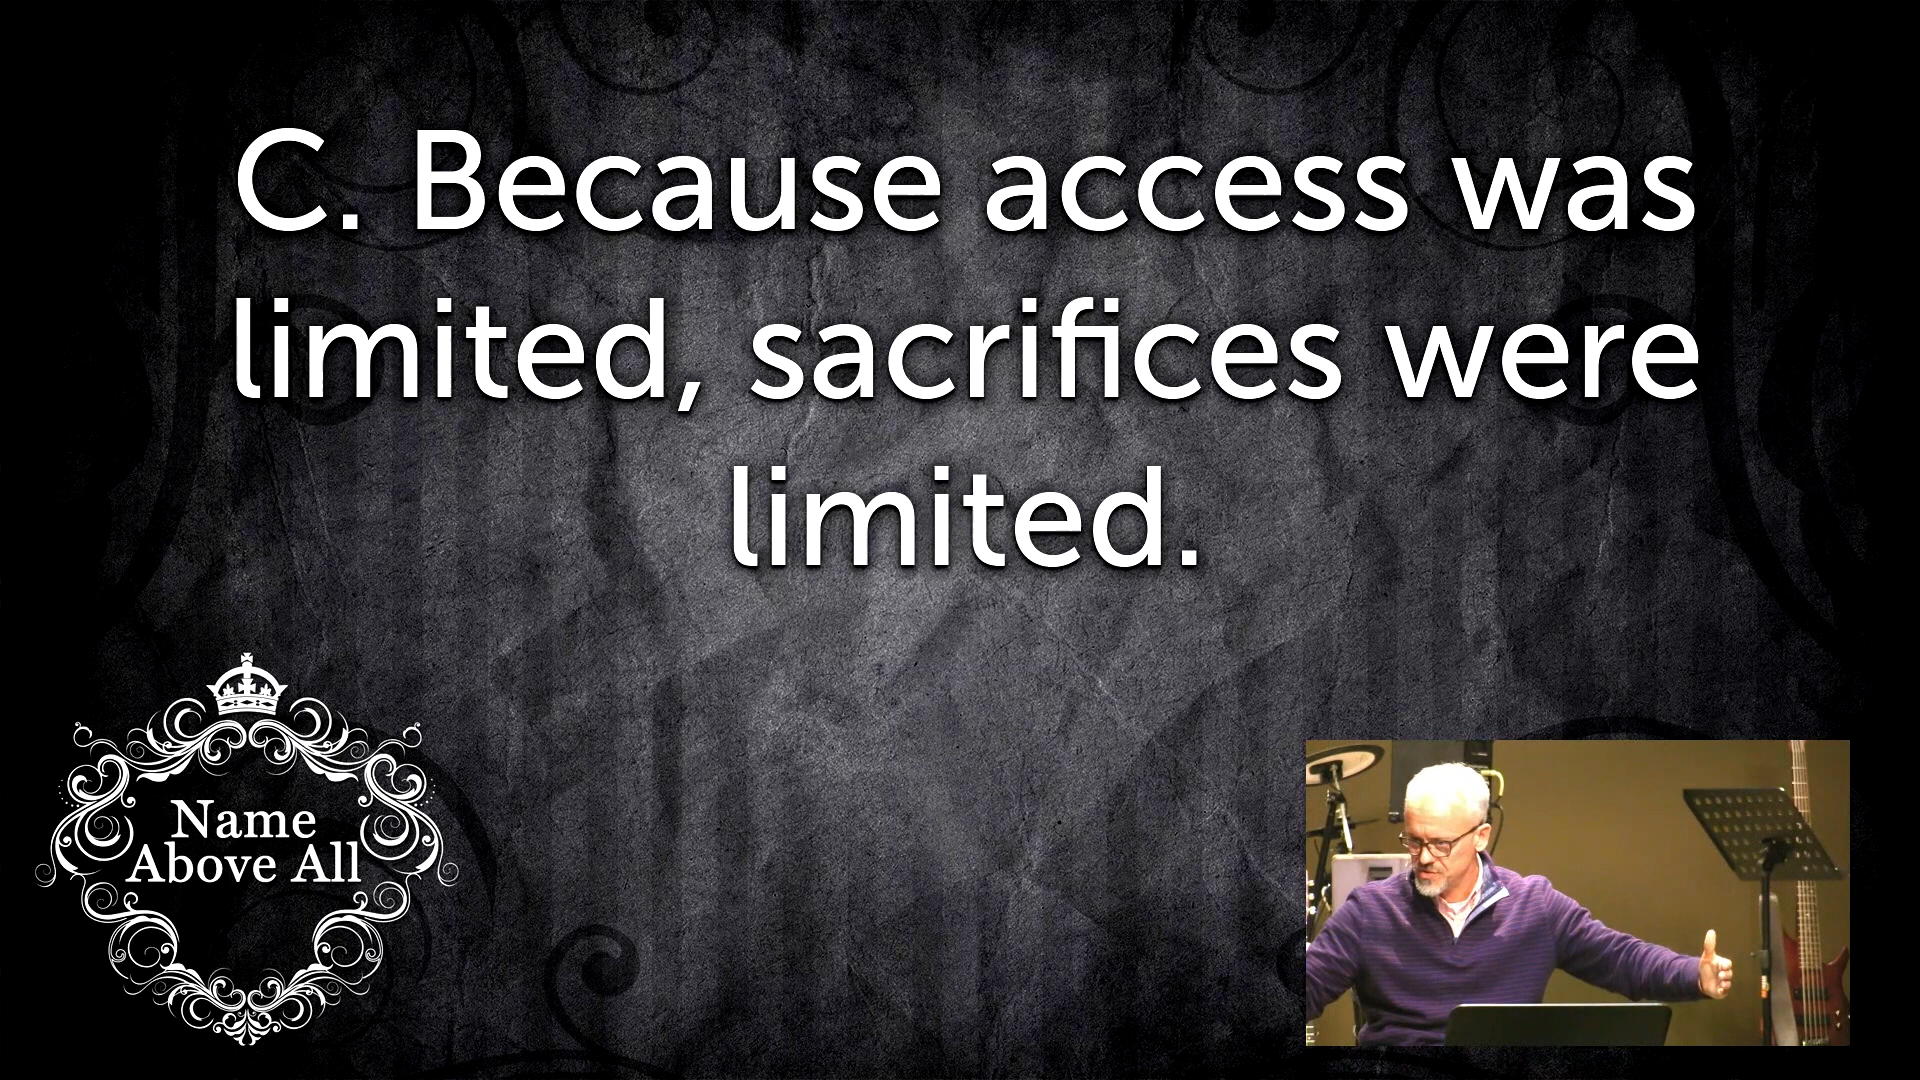 C. Because access was
limited, sacrifices were
limited.
Name
Above All